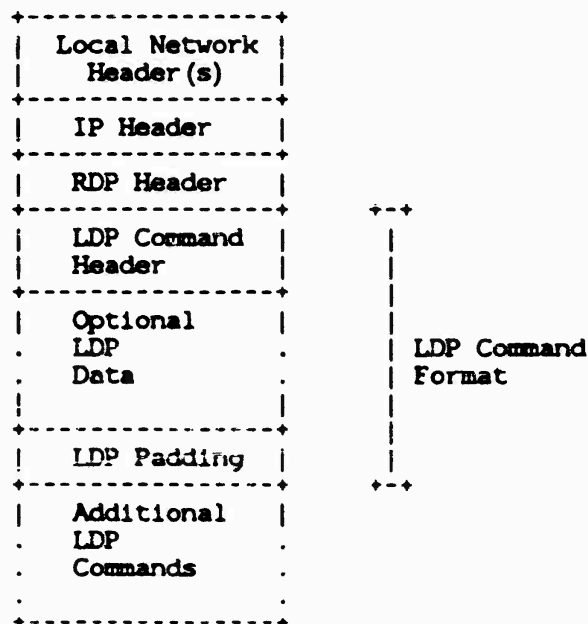 Local Network
Header(s)
IP Header
RDP Header
LDP Command
Header
Optional
LDP
Data
LDP Command
Format
LDP Padding
Additional
LDP
Commands